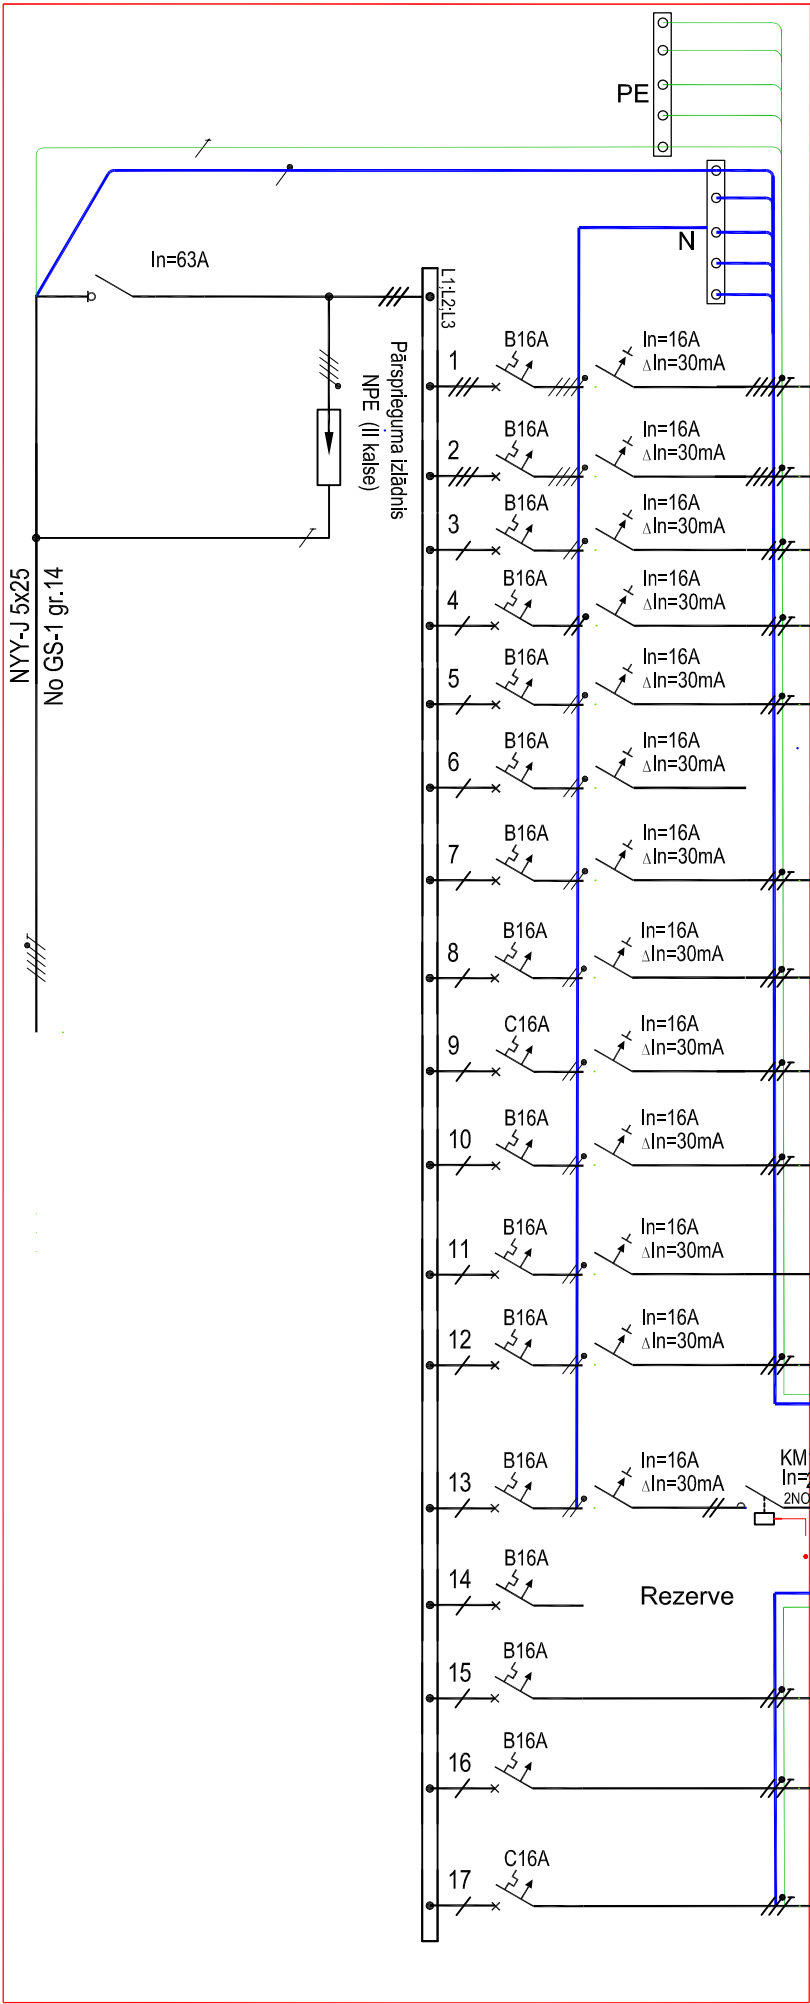 PE
N
In=63A
L1;L2;L3
Pārsprieguma izlādnis
NPE (III kalse)
NYY-J 5x25
No GS-1 gr.14
1
B16A
In=16A
ΔIn=30mA
2
B16A
In=16A
ΔIn=30mA
3
B16A
In=16A
ΔIn=30mA
4
B16A
In=16A
ΔIn=30mA
5
B16A
In=16A
ΔIn=30mA
6
B16A
In=16A
ΔIn=30mA
7
B16A
In=16A
ΔIn=30mA
8
B16A
In=16A
ΔIn=30mA
9
C16A
In=16A
ΔIn=30mA
10
B16A
In=16A
ΔIn=30mA
11
B16A
In=16A
ΔIn=30mA
12
B16A
In=16A
ΔIn=30mA
13
B16A
In=16A
ΔIn=30mA
KM
In=
2NO
14
B16A
Rezerve
15
B16A
16
B16A
17
C16A